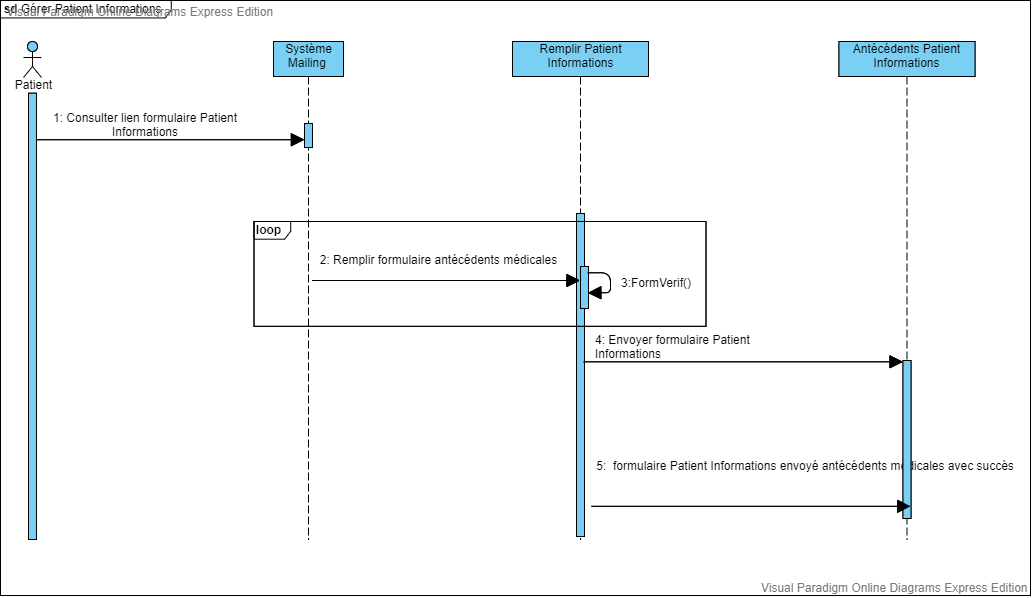 sd Gérer Patient Informations
Visual Paradigm Online Diagrams Express Edition
Patient
Système
Mailing
Remplir Patient
Informations
Antécédents Patient
Informations
1: Consulter lien formulaire Patient
Informations
loop
2: Remplir formulaire antécédents médicales
3:FormVerif()
4: Envoyer formulaire Patient
Informations
5: formulaire Patient Informations envoyé antécédents médicales avec succès
Visual Paradigm Online Diagrams Express Edition